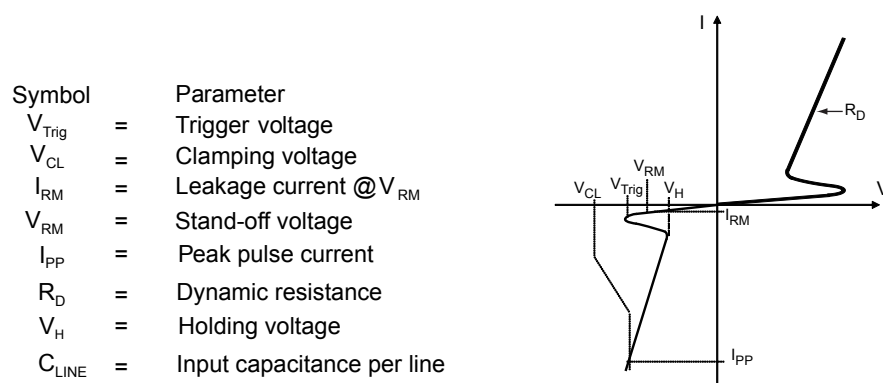 Symbol Parameter
VTrig = Trigger voltage
VCL = Clamping voltage
IRM = Leakage current @VRM
VRM = Stand-off voltage
IPP = Peak pulse current
RD = Dynamic resistance
VH = Holding voltage
CLINE = Input capacitance per line
I
RD
VRM
VCL VTrig VH V
IRM
IPP